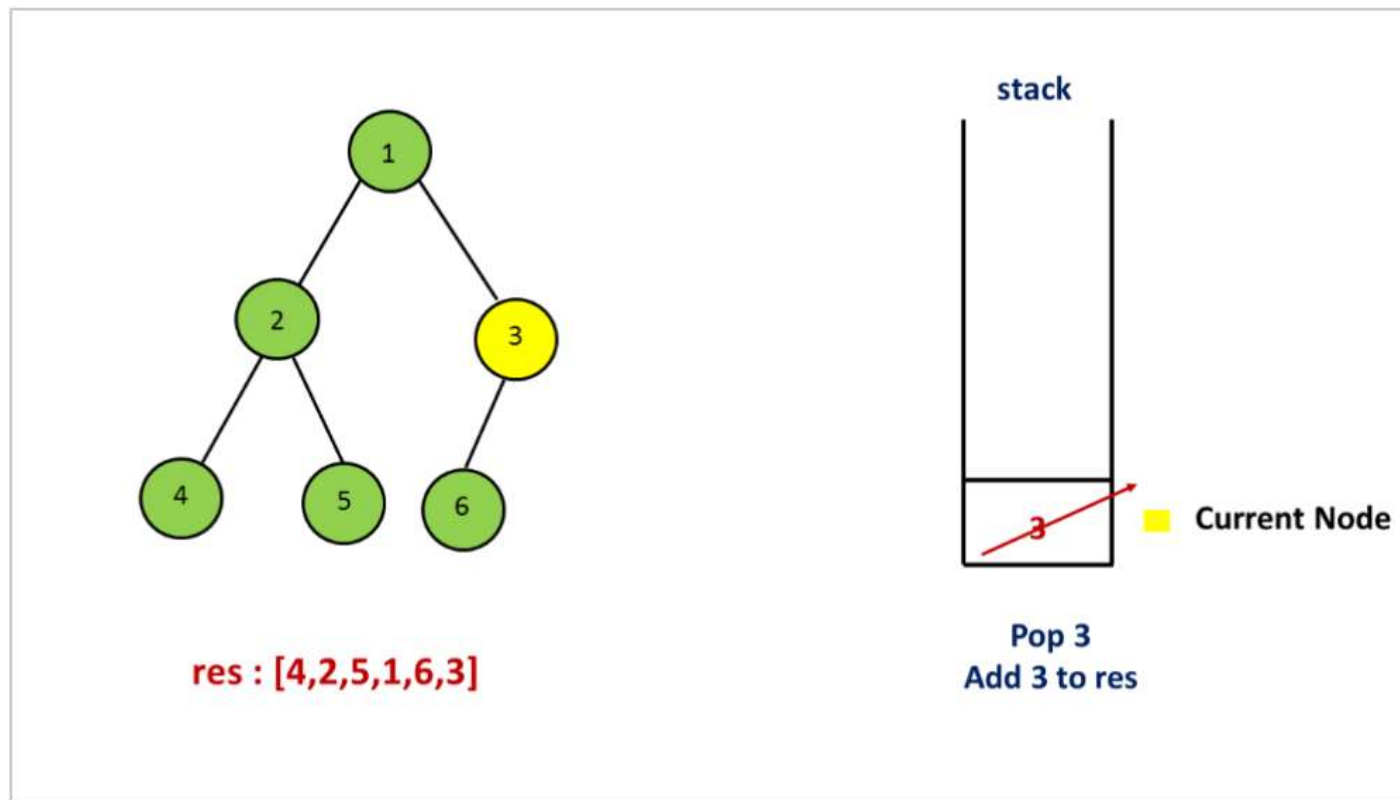 stack
1
2
3
4
5
6
3
Current Node
Pop 3
Add 3 to res
res : [4,2,5,1,6,3]